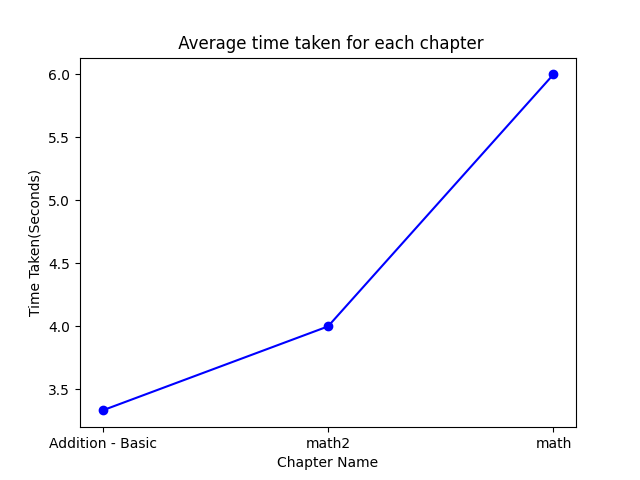 Average time taken for each chapter
Time Taken(Seconds)
6.0
5.5
5.0
4.5
4.0
3.5
Addition - Basic
math2
math
Chapter Name